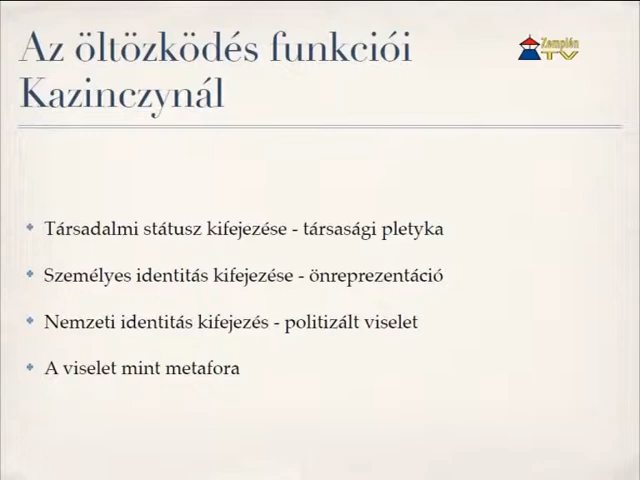 Az öltözködés funkciói
Kazinczynál
Zemplén
TV
Társadalmi státusz kifejezése - társasági pletyka
Személyes identitás kifejezése - önreprezentáció
Nemzeti identitás kifejezés - politizált viselet
A viselet mint metafora